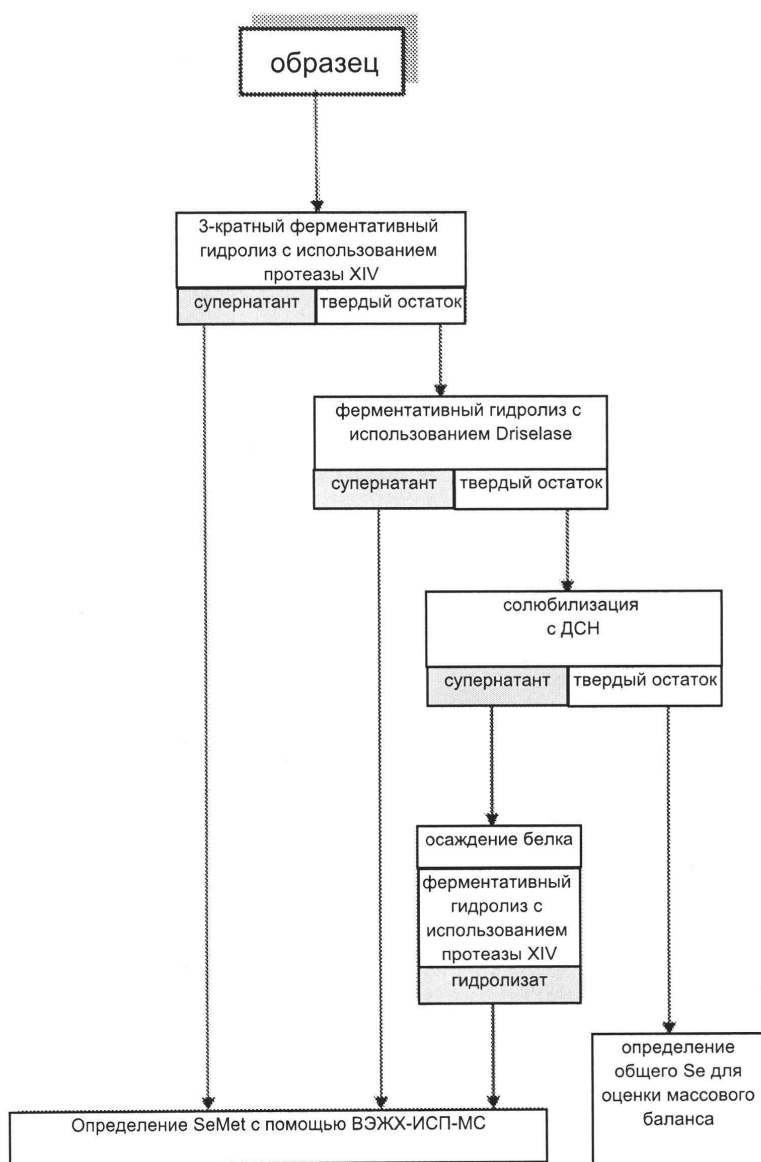 образец
3-кратный ферментативный
гидролиз с использованием
протеазы XIV
супернатант твердый остаток
ферментативный гидролиз с
использованием Driselase
супернатант твердый остаток
солюбилизация
с ДСН
супернатант твердый остаток
осаждение белка
ферментативный
гидролиз с
использованием
протеазы XIV
гидролизат
определение
общего Se для
оценки массового
баланса
Определение SeMet с помощью ВЭЖХ-ИСП-МС